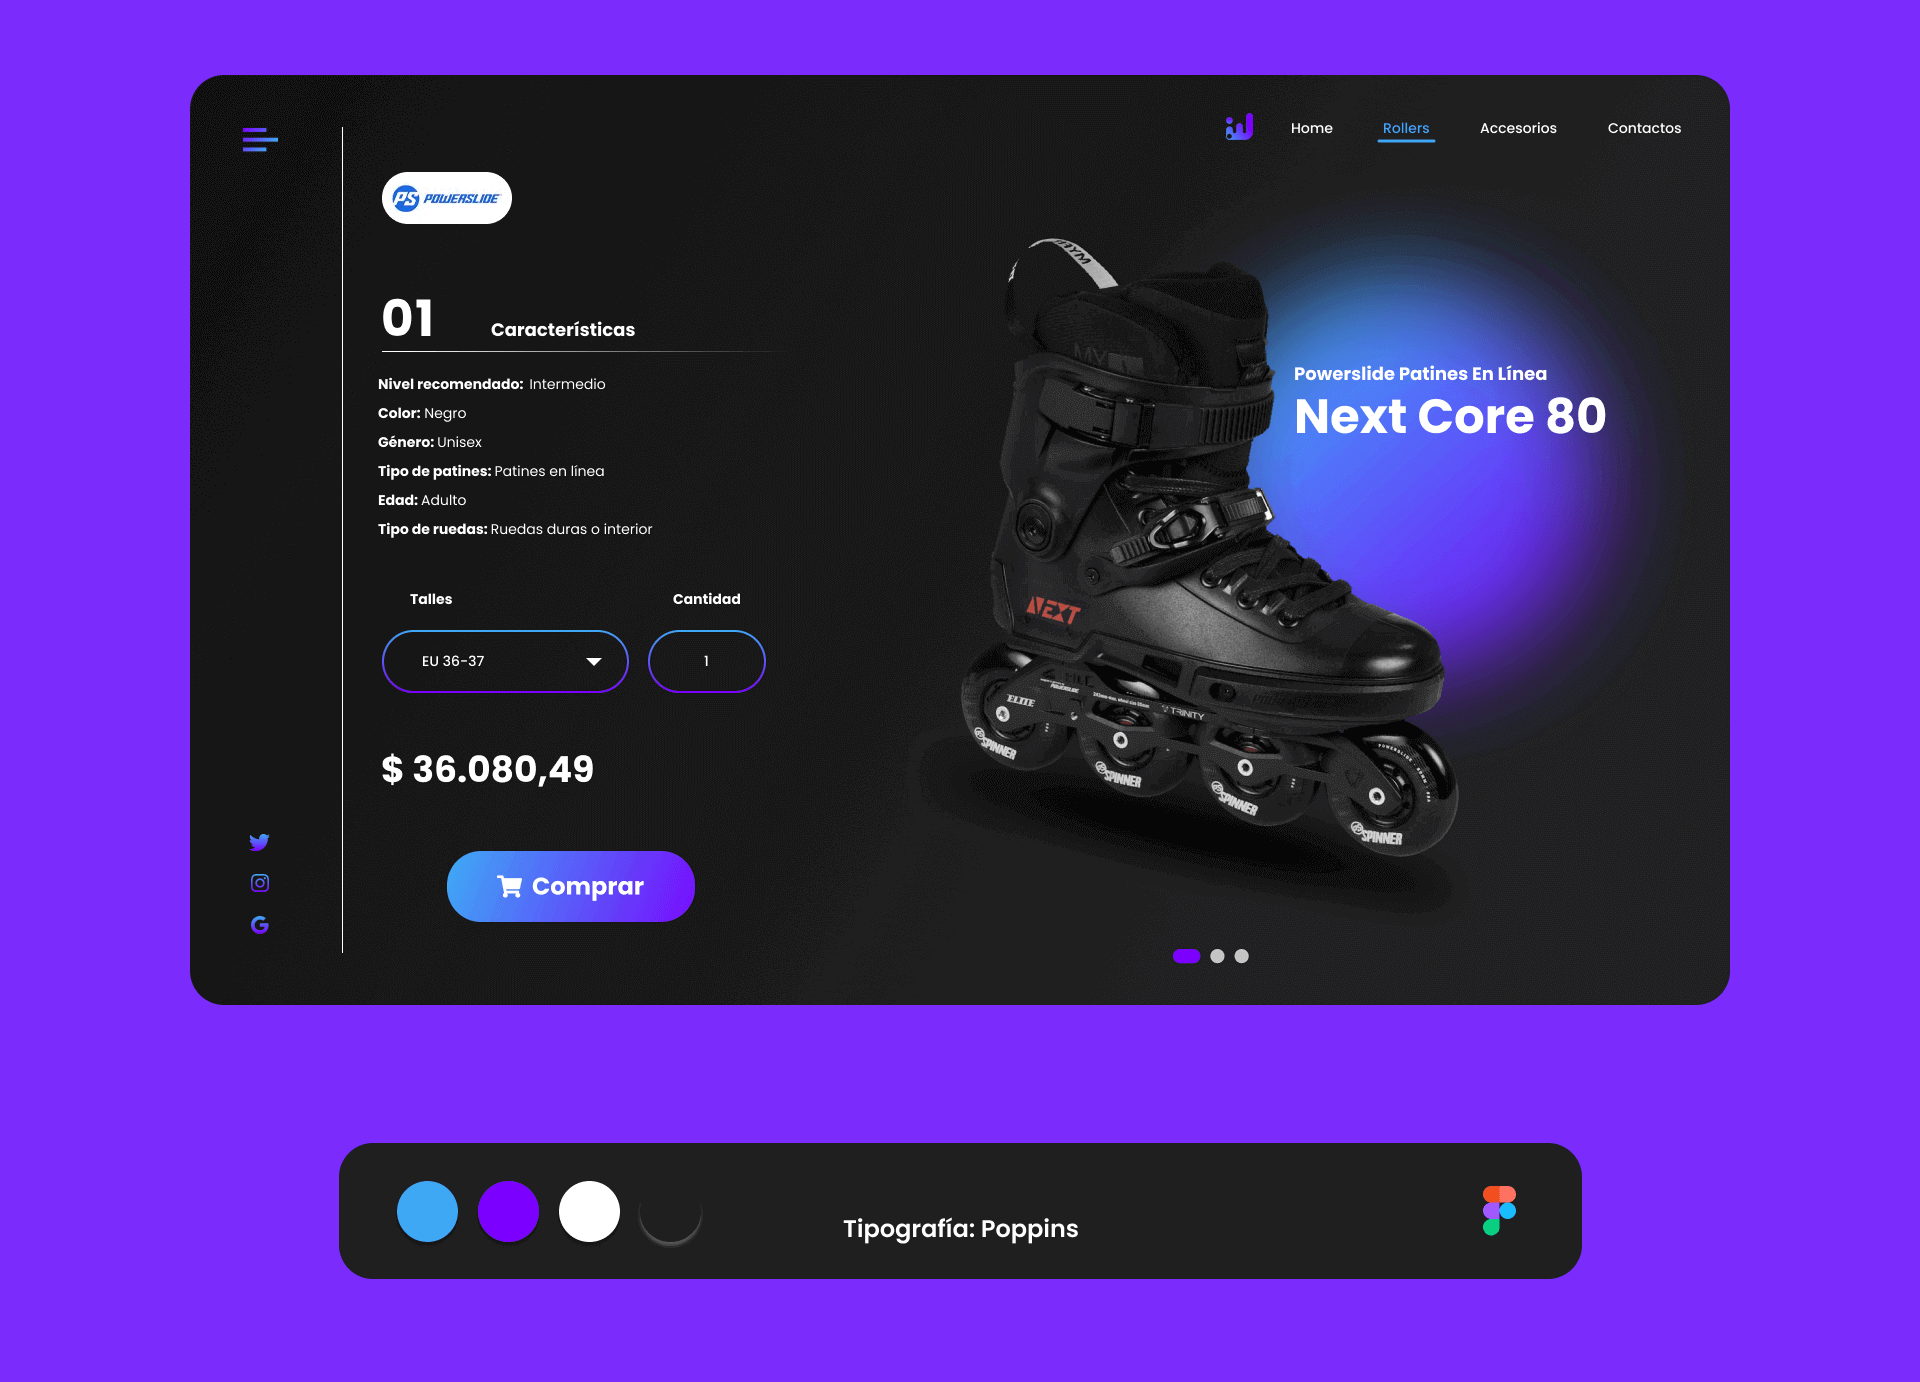 Home
Rollers
Accesorios
Contactos
PS POWERSLIDE
01
Características
Nivel recomendado: Intermedio
Color: Negro
Género: Unisex
Tipo de patines: Patines en línea
Edad: Adulto
Tipo de ruedas: Ruedas duras o interior
Talles
Cantidad
EU 36-37
1
$ 36.080,49
Comprar
Powerslide Patines En Línea
Next Core 80
MY
NEXT
ELITE
POWERSLIDE
TRINITY
SPINNER
SPINNER
SPINNER
SPINNER
Tipografía: Poppins